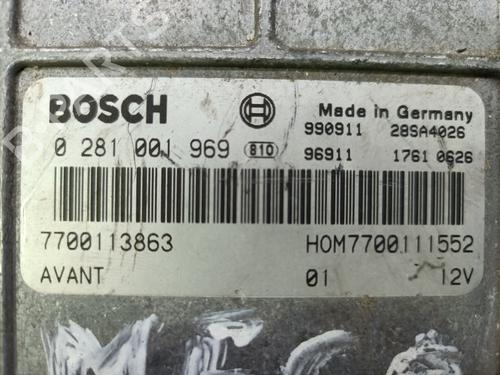 BOSCH
Made in Germany
990911 28SA4026
0 281 001 969 810
96911 1761 0626
7700113863 HOM7700111552
AVANT 01 12V